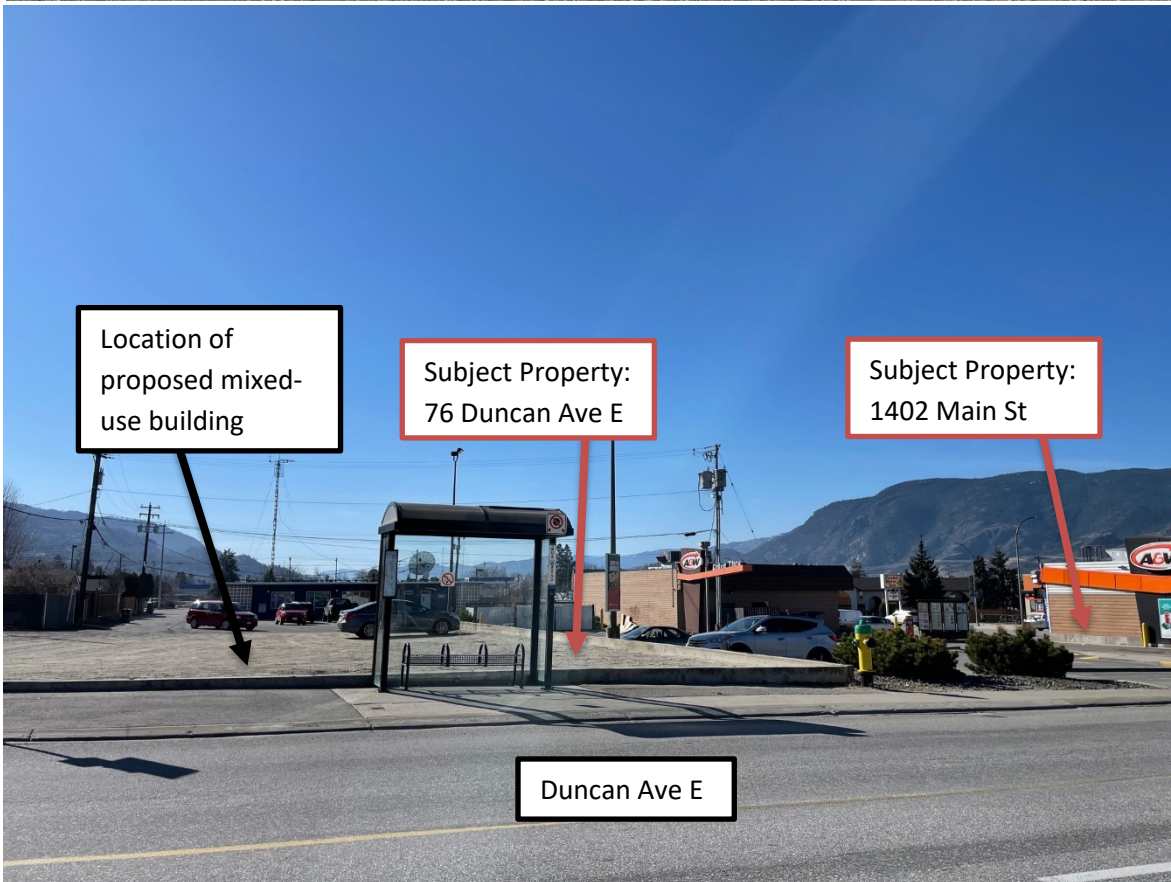 Location of
proposed mixed-
use building
Subject Property:
76 Duncan Ave E
Subject Property:
1402 Main St
A&W
A&W
Duncan Ave E